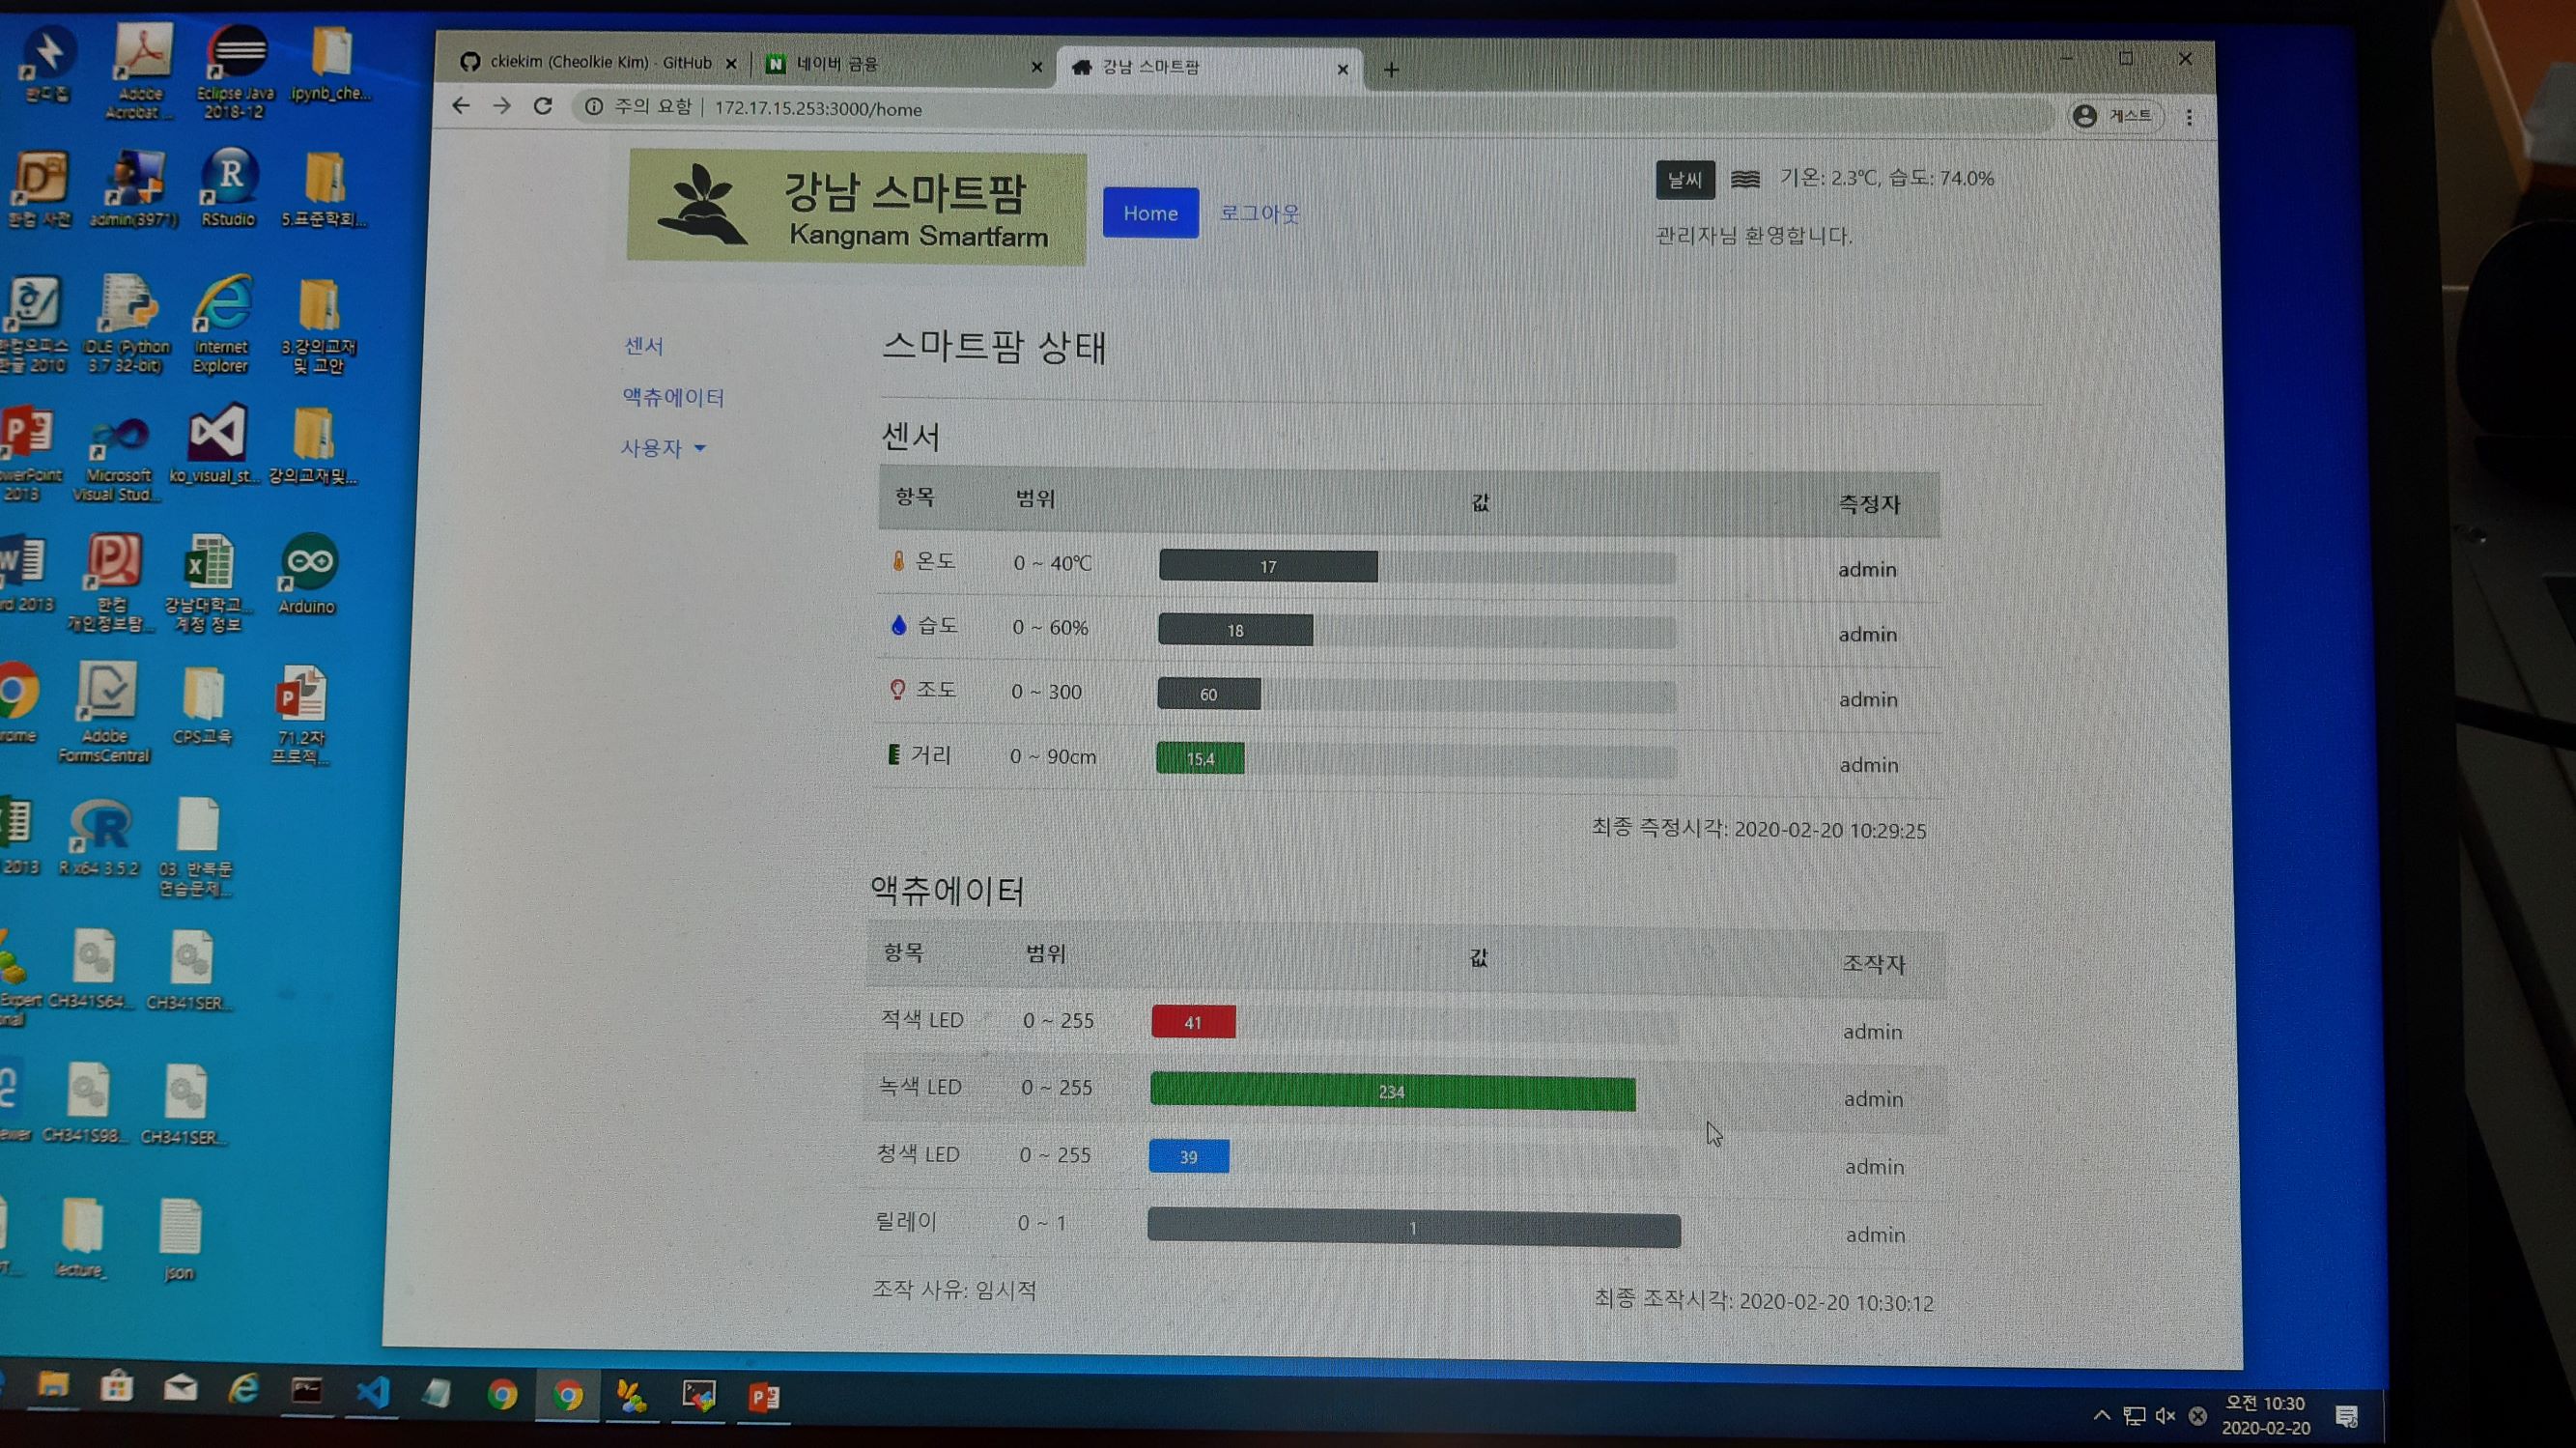 ckiekim (Cheolkie Kim) · GitHub
네이버 금융
강남 스마트팜
주의 요함 | 172.17.15.253:3000/home
게스트
강남 스마트팜
Kangnam Smartfarm
Home
로그아웃
날씨
기온: 2.3℃, 습도: 74.0%
관리자님 환영합니다.
센서
액츄에이터
사용자
스마트팜 상태
센서
항목 범위 값 측정자
온도 0 ~ 40℃ 17 admin
습도 0 ~ 60% 18 admin
조도 0 ~ 300 60 admin
거리 0 ~ 90cm 15.4 admin
최종 측정시각: 2020-02-20 10:29:25
액츄에이터
항목 범위 값 조작자
적색 LED 0 ~ 255 41 admin
녹색 LED 0 ~ 255 234 admin
청색 LED 0 ~ 255 39 admin
릴레이 0 ~ 1 1 admin
조작 사유: 임시적
최종 조작시각: 2020-02-20 10:30:12
반디집
Adobe
Acrobat ...
Eclipse Java
2018-12
.ipynb_che...
한컴 사전
admin(3971)
RStudio
5.표준학회...
한컴오피스
한글 2010
IDLE (Python
3.7 32-bit)
Internet
Explorer
3.강의교재
및 교안
werPoint
2013
Microsoft
Visual Stud...
ko_visual_st...
강의교재및...
rd 2013
한컴
개인정보탐...
강남대학교...
계정 정보
Arduino
rome
Adobe
FormsCentral
CPS교육
71.2차
프로젝...
2013
R x64 3.5.2
03. 반복문
연습문제...
Expert
onal
CH341S64...
CH341SER...
ewer
CH341S98...
CH341SER...
lecture_
json
오전 10:30
2020-02-20